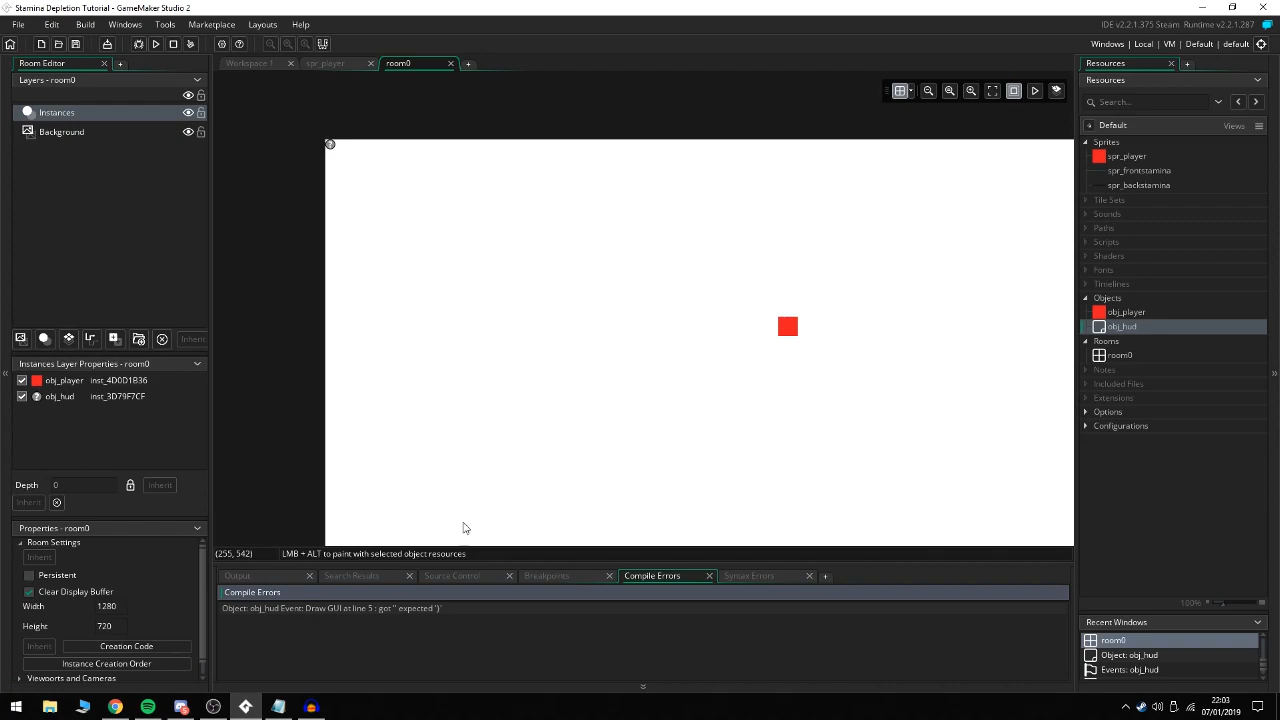 Stamina Depletion Tutorial - GameMaker Studio 2
File Edit Build Windows Tools Marketplace Layouts Help
IDE v2.2.1.375 Steam Runtime v2.2.1.287
Windows | Local | VM | Default | default
Room Editor
Workspace 1
spr_player
room0
Resources
Layers - room0
Resources
Search...
Instances
Background
Default
Views
Sprites
spr_player
spr_frontstamina
spr_backstamina
Tile Sets
Sounds
Paths
Scripts
Shaders
Fonts
Timelines
Objects
obj_player
obj_hud
Rooms
room0
Notes
Included Files
Extensions
Options
Configurations
Inherit
Instances Layer Properties - room0
obj_player inst_4D0D1B36
obj_hud inst_3D79F7CF
Depth 0 Inherit
Inherit
Properties - room0
Room Settings
Inherit
Persistent
Clear Display Buffer
Width 1280
Height 720
Inherit Creation Code
Instance Creation Order
Viewports and Cameras
(255, 542) LMB + ALT to paint with selected object resources
Output
Search Results
Source Control
Breakpoints
Compile Errors
Syntax Errors
Compile Errors
Object: obj_hud Event: Draw GUI at line 5 : got '' expected ')'
100%
Recent Windows
room0
Object: obj_hud
Events: obj_hud
22:03
07/01/2019